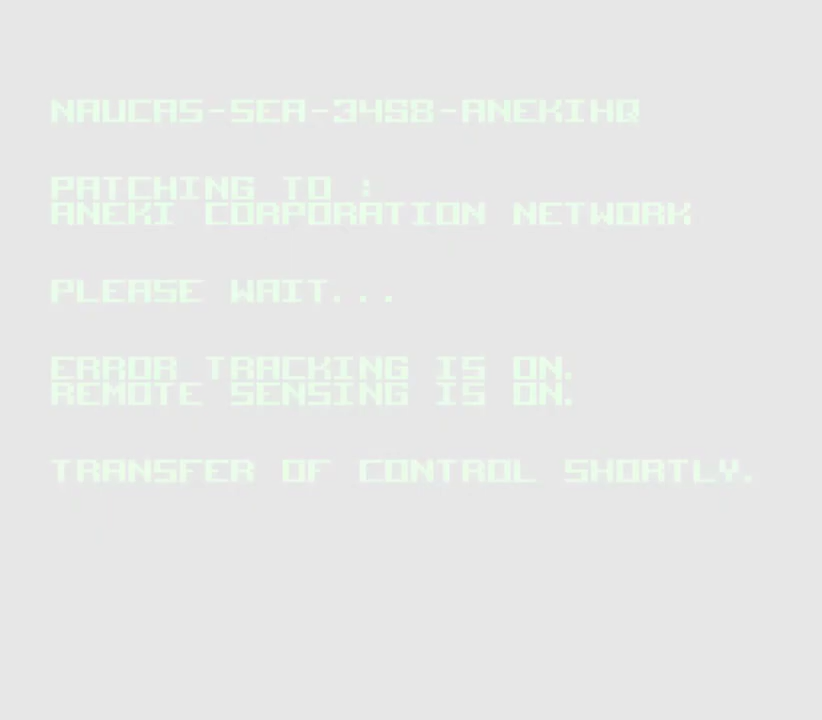 NAUCAS-SEA-3458-ANEKIHQ
PATCHING TO :
ANEKI CORPORATION NETWORK
PLEASE WAIT...
ERROR TRACKING IS ON.
REMOTE SENSING IS ON.
TRANSFER OF CONTROL SHORTLY.